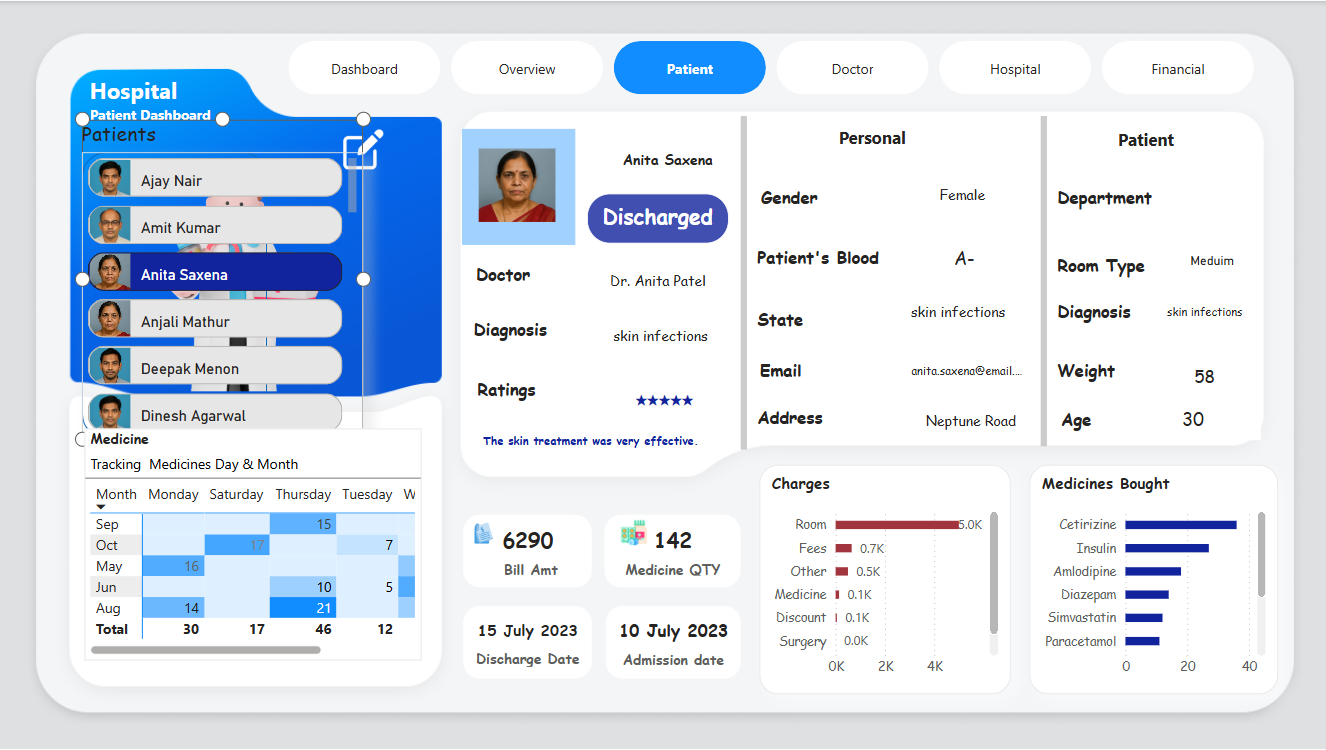 Dashboard
Overview
Patient
Doctor
Hospital
Financial
Hospital
Patient Dashboard
Patients
Ajay Nair
Amit Kumar
Anita Saxena
Anjali Mathur
Deepak Menon
Dinesh Agarwal
Medicine
Tracking Medicines Day & Month
Month Monday Saturday Thursday Tuesday W
Sep 15
Oct 17 7
May 16
Jun 10 5
Aug 14 21
Total 30 17 46 12
Anita Saxena
Discharged
Doctor Dr. Anita Patel
Diagnosis skin infections
Ratings ★★★★★
The skin treatment was very effective.
Personal
Gender Female
Patient's Blood A-
State skin infections
Email anita.saxena@email....
Address Neptune Road
Patient
Department
Room Type Meduim
Diagnosis skin infections
Weight 58
Age 30
6290
Bill Amt
142
Medicine QTY
15 July 2023
Discharge Date
10 July 2023
Admission date
Charges
Room 5.0K
Fees 0.7K
Other 0.5K
Medicine 0.1K
Discount 0.1K
Surgery 0.0K
0K 2K 4K
Medicines Bought
Cetirizine
Insulin
Amlodipine
Diazepam
Simvastatin
Paracetamol
0 20 40